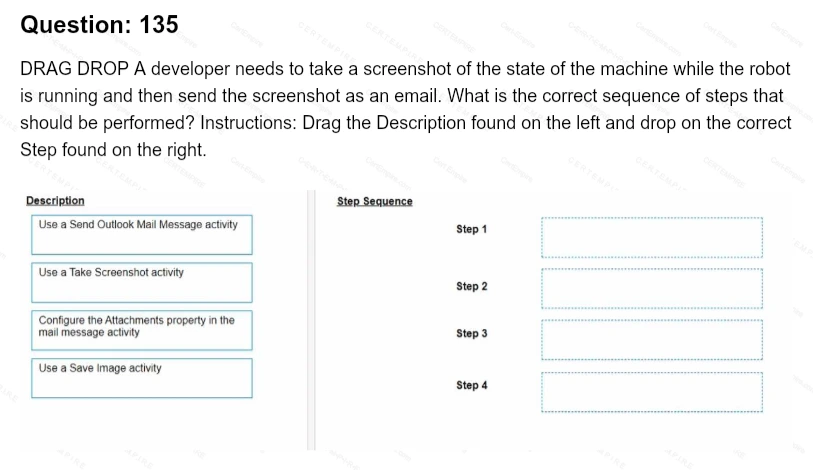 Question: 135
DRAG DROP A developer needs to take a screenshot of the state of the machine while the robot
is running and then send the screenshot as an email. What is the correct sequence of steps that
should be performed? Instructions: Drag the Description found on the left and drop on the correct
Step found on the right.
Description
Use a Send Outlook Mail Message activity
Use a Take Screenshot activity
Configure the Attachments property in the
mail message activity
Use a Save Image activity
Step Sequence
Step 1
Step 2
Step 3
Step 4